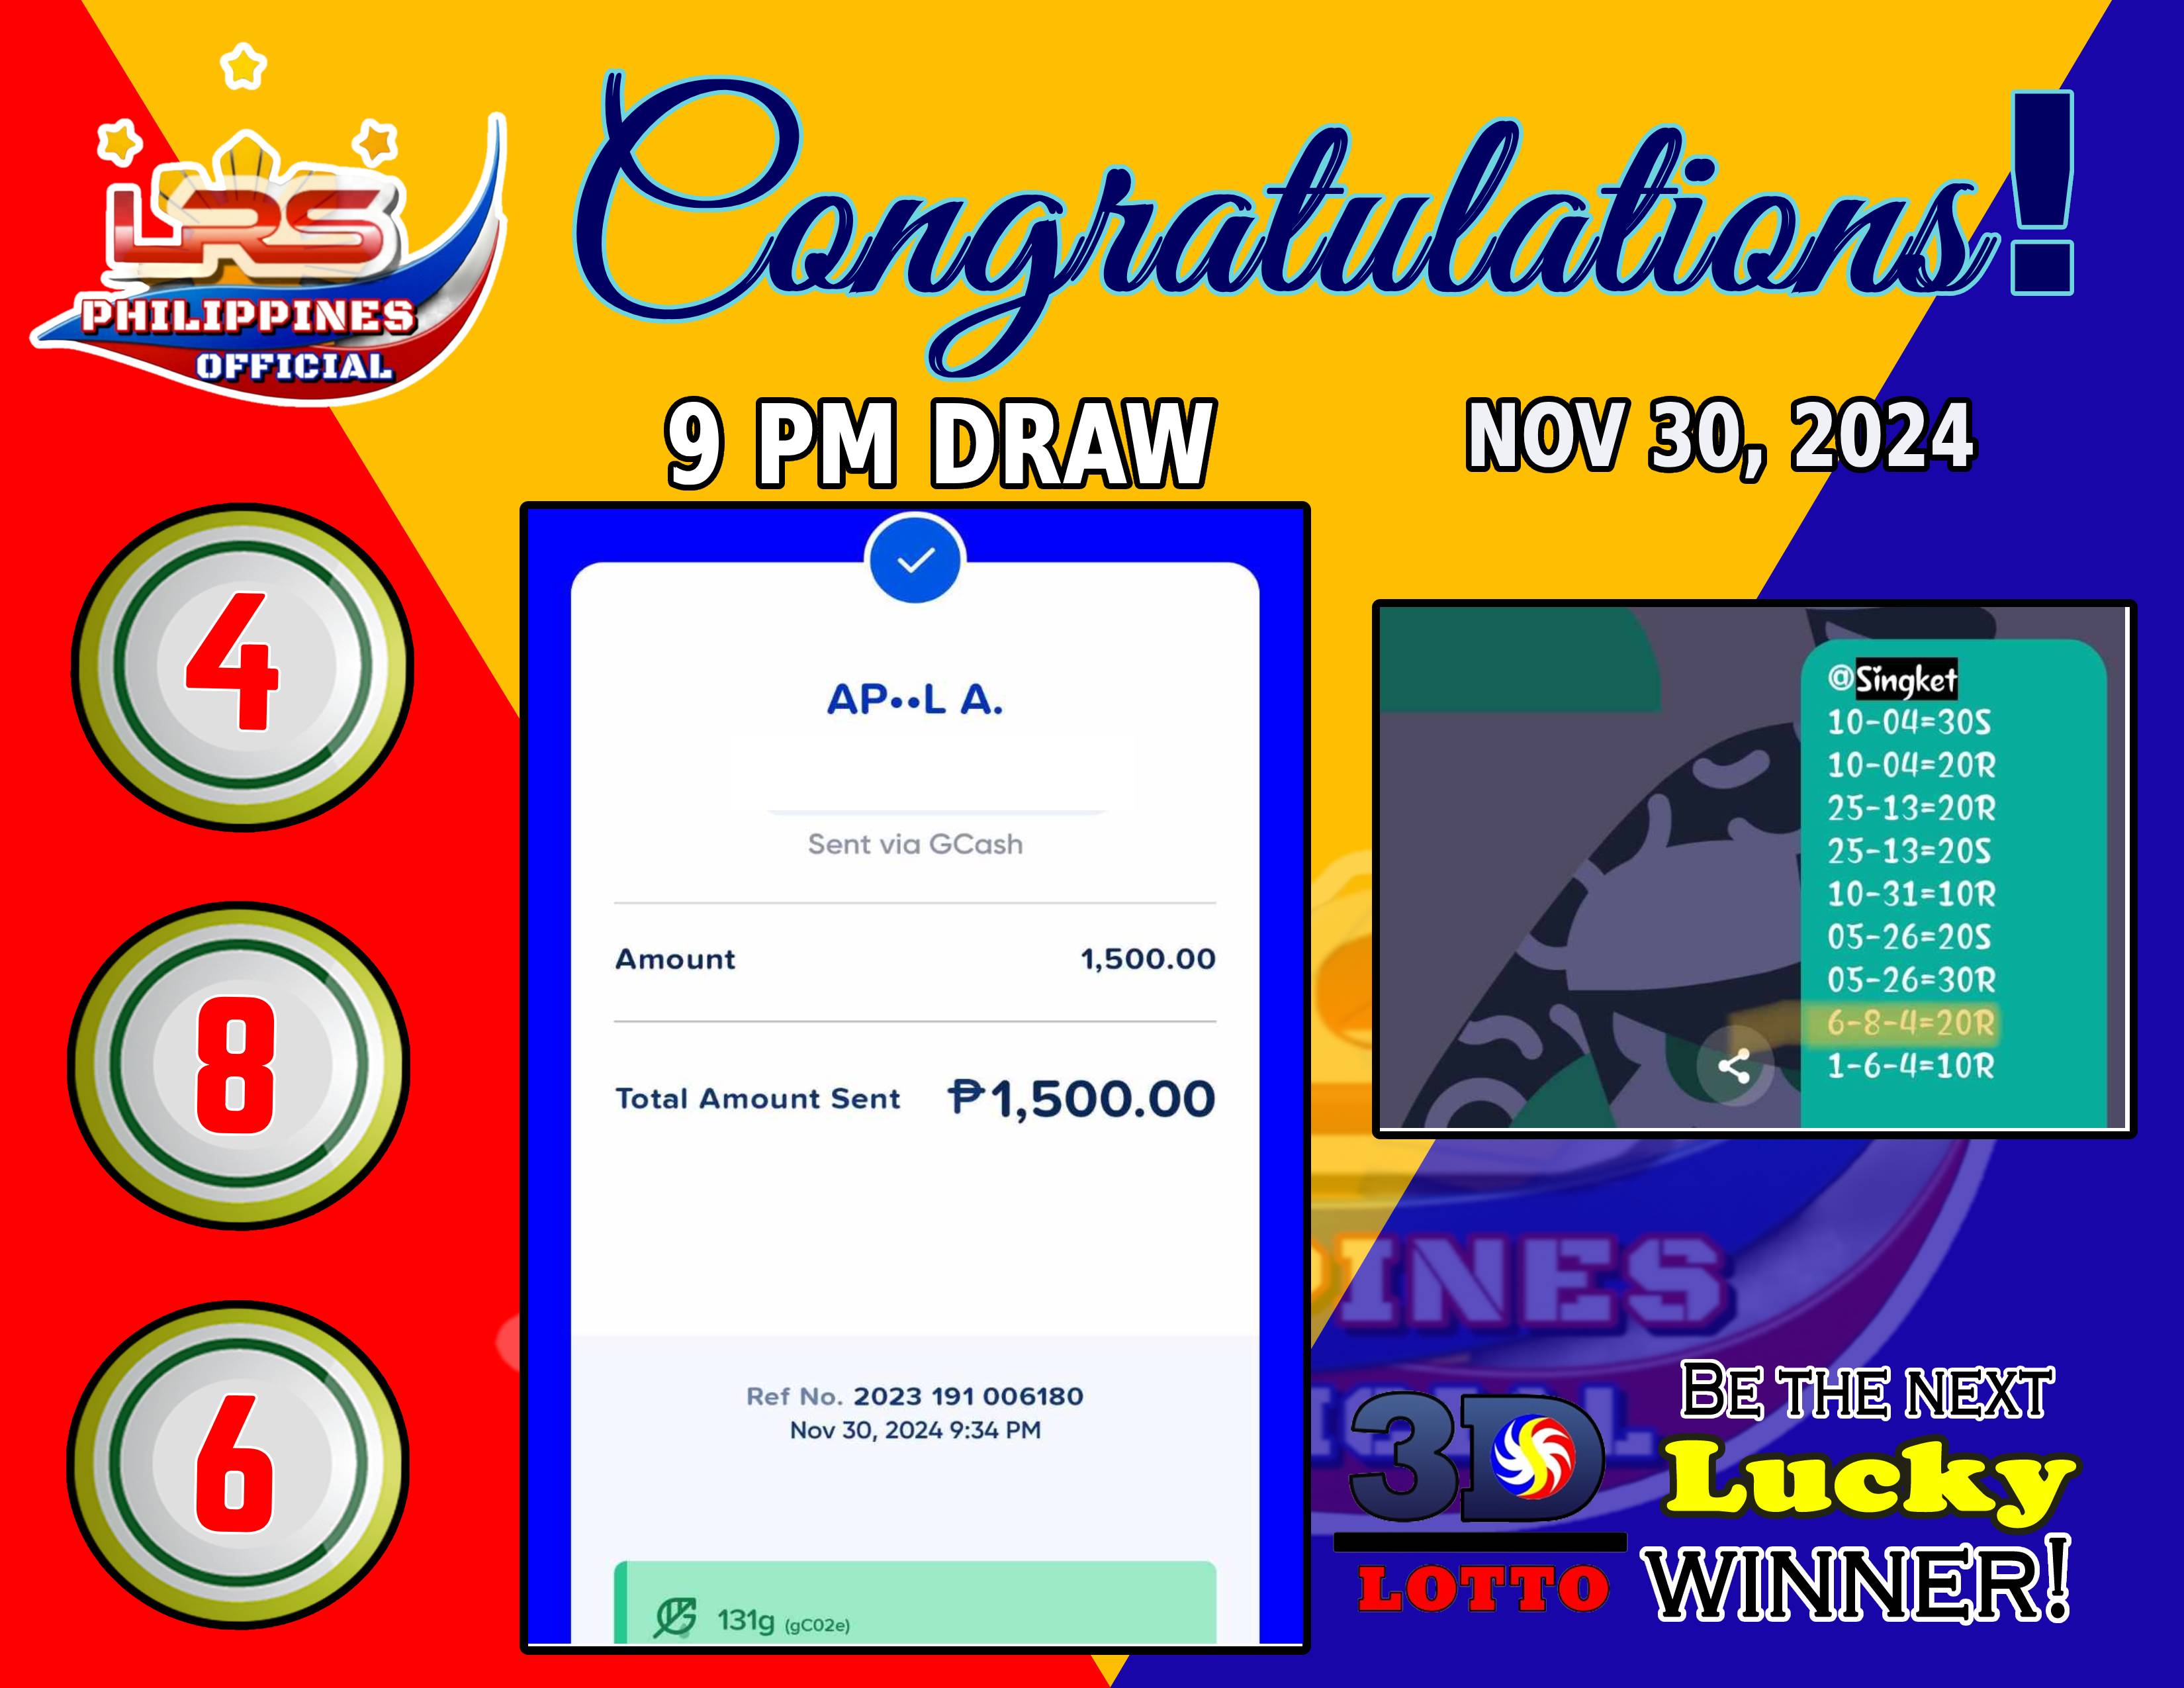 LRS
PHILIPPINES
OFFICIAL
Congratulations!
9 PM DRAW
NOV 30, 2024
4
8
6
AP••L A.
Sent via GCash
Amount 1,500.00
Total Amount Sent ₱1,500.00
Ref No. 2023 191 006180
Nov 30, 2024 9:34 PM
131g (gCO2e)
@Singket
10-04=30S
10-04=20R
25-13=20R
25-13=20S
10-31=10R
05-26=20S
05-26=30R
6-8-4=20R
1-6-4=10R
PINES
3D
LOTTO
BE THE NEXT
Lucky
WINNER!